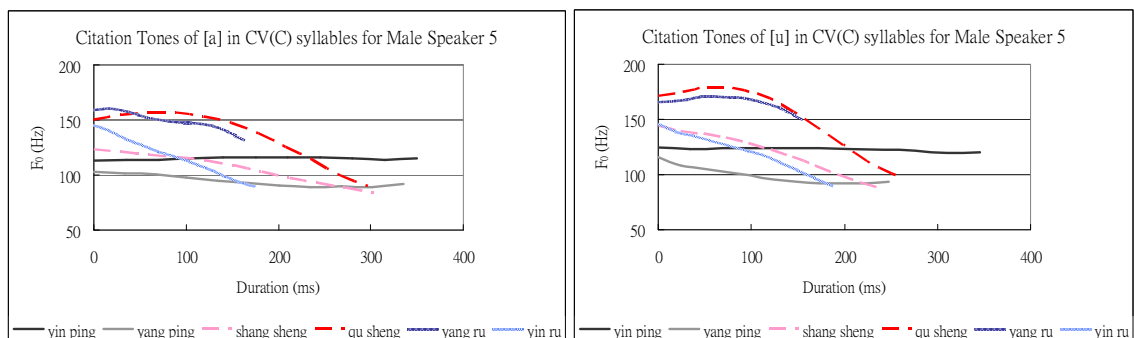 Citation Tones of [a] in CV(C) syllables for Male Speaker 5
200
150
100
50
F0 (Hz)
0 100 200 300 400
Duration (ms)
yin ping yang ping shang sheng qu sheng yang ru yin ru
Citation Tones of [u] in CV(C) syllables for Male Speaker 5
200
150
100
50
F0 (Hz)
0 100 200 300 400
Duration (ms)
yin ping yang ping shang sheng qu sheng yang ru yin ru